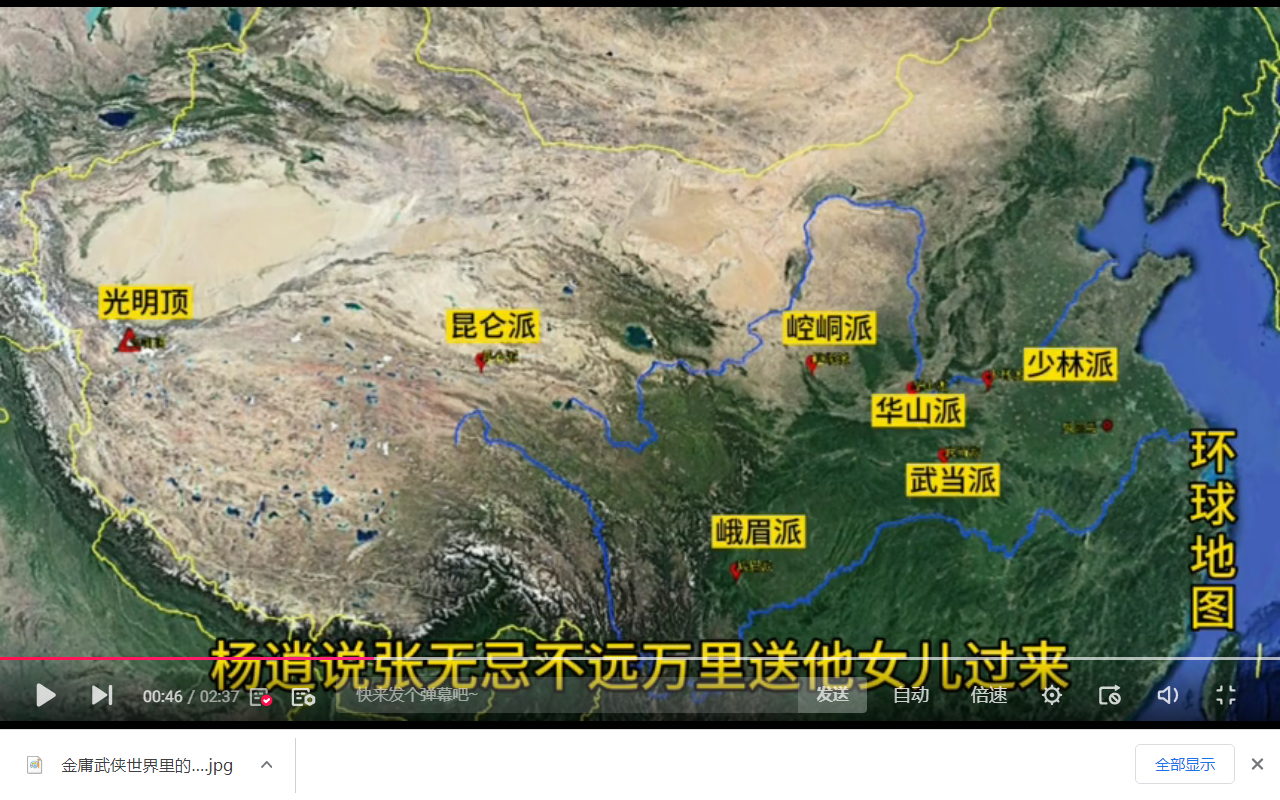 光明顶
昆仑派
崆峒派
少林派
华山派
武当派
峨眉派
环球地图
杨逍说张无忌不远万里送他女儿过来
00:46 / 02:37
快来发个弹幕吧~
发送
自动
倍速
金庸武侠世界里的....jpg
全部显示